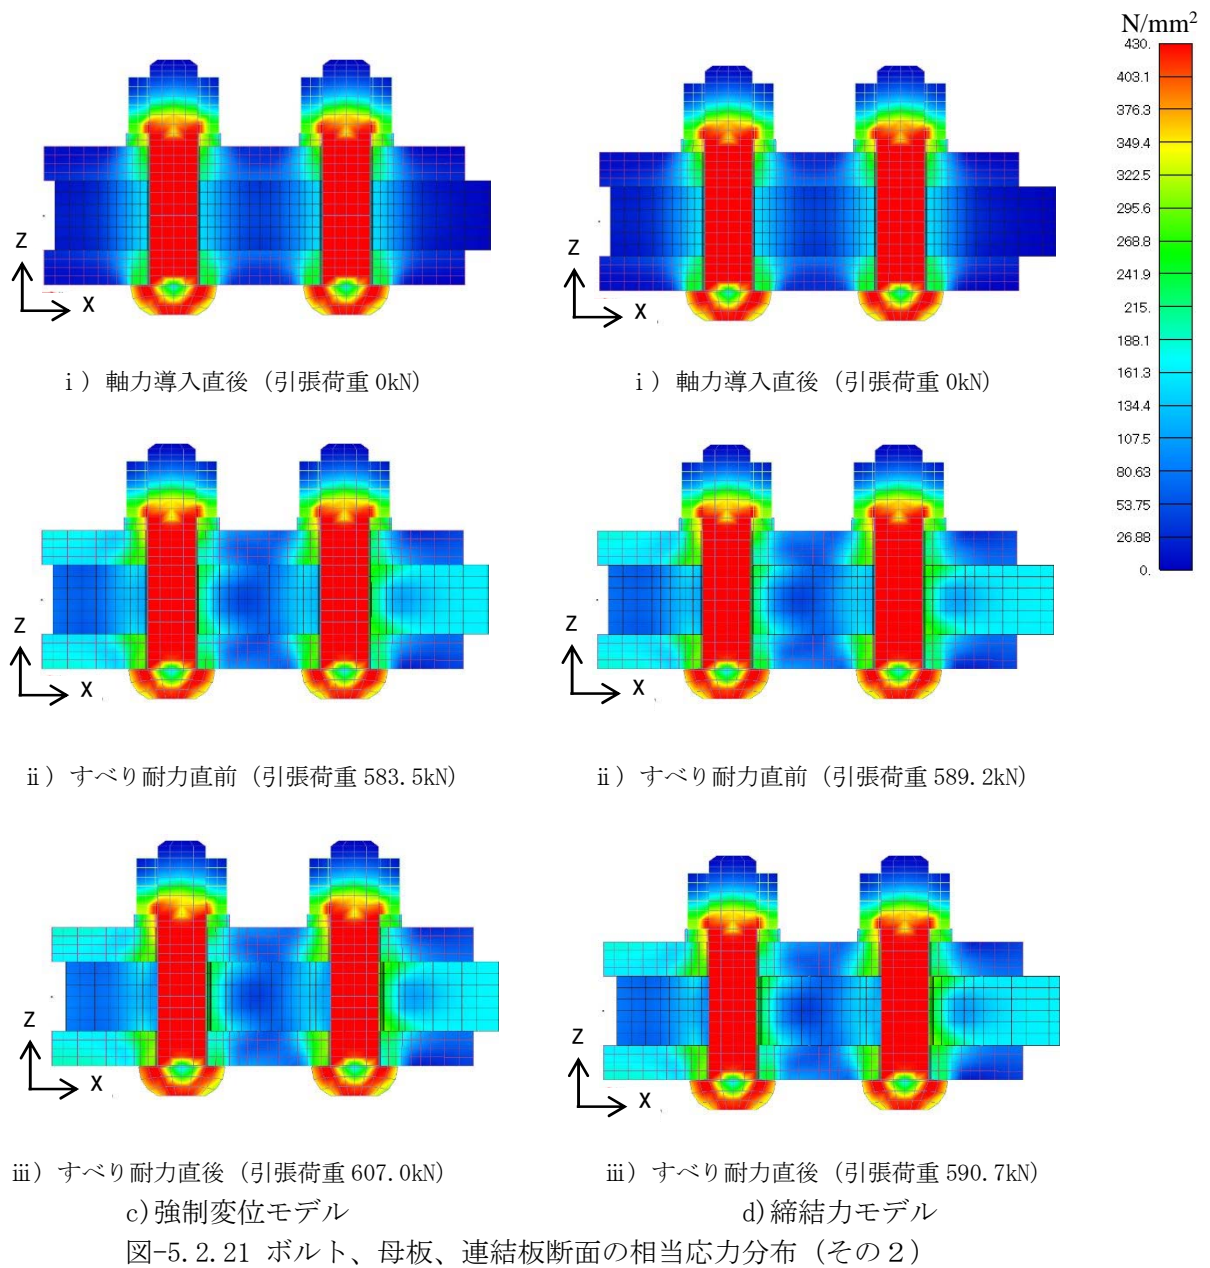 N/mm²
430.
403.1
376.3
349.4
322.5
295.6
268.8
241.9
215.
188.1
161.3
134.4
107.5
80.63
53.75
26.88
0.
Z
X
Z
X
ⅰ）軸力導入直後（引張荷重 0kN）
ⅰ）軸力導入直後（引張荷重 0kN）
Z
X
Z
X
ⅱ）すべり耐力直前（引張荷重 583.5kN）
ⅱ）すべり耐力直前（引張荷重 589.2kN）
Z
X
Z
X
ⅲ）すべり耐力直後（引張荷重 607.0kN）
ⅲ）すべり耐力直後（引張荷重 590.7kN）
c)強制変位モデル
d)締結力モデル
図-5.2.21 ボルト、母板、連結板断面の相当応力分布（その２）